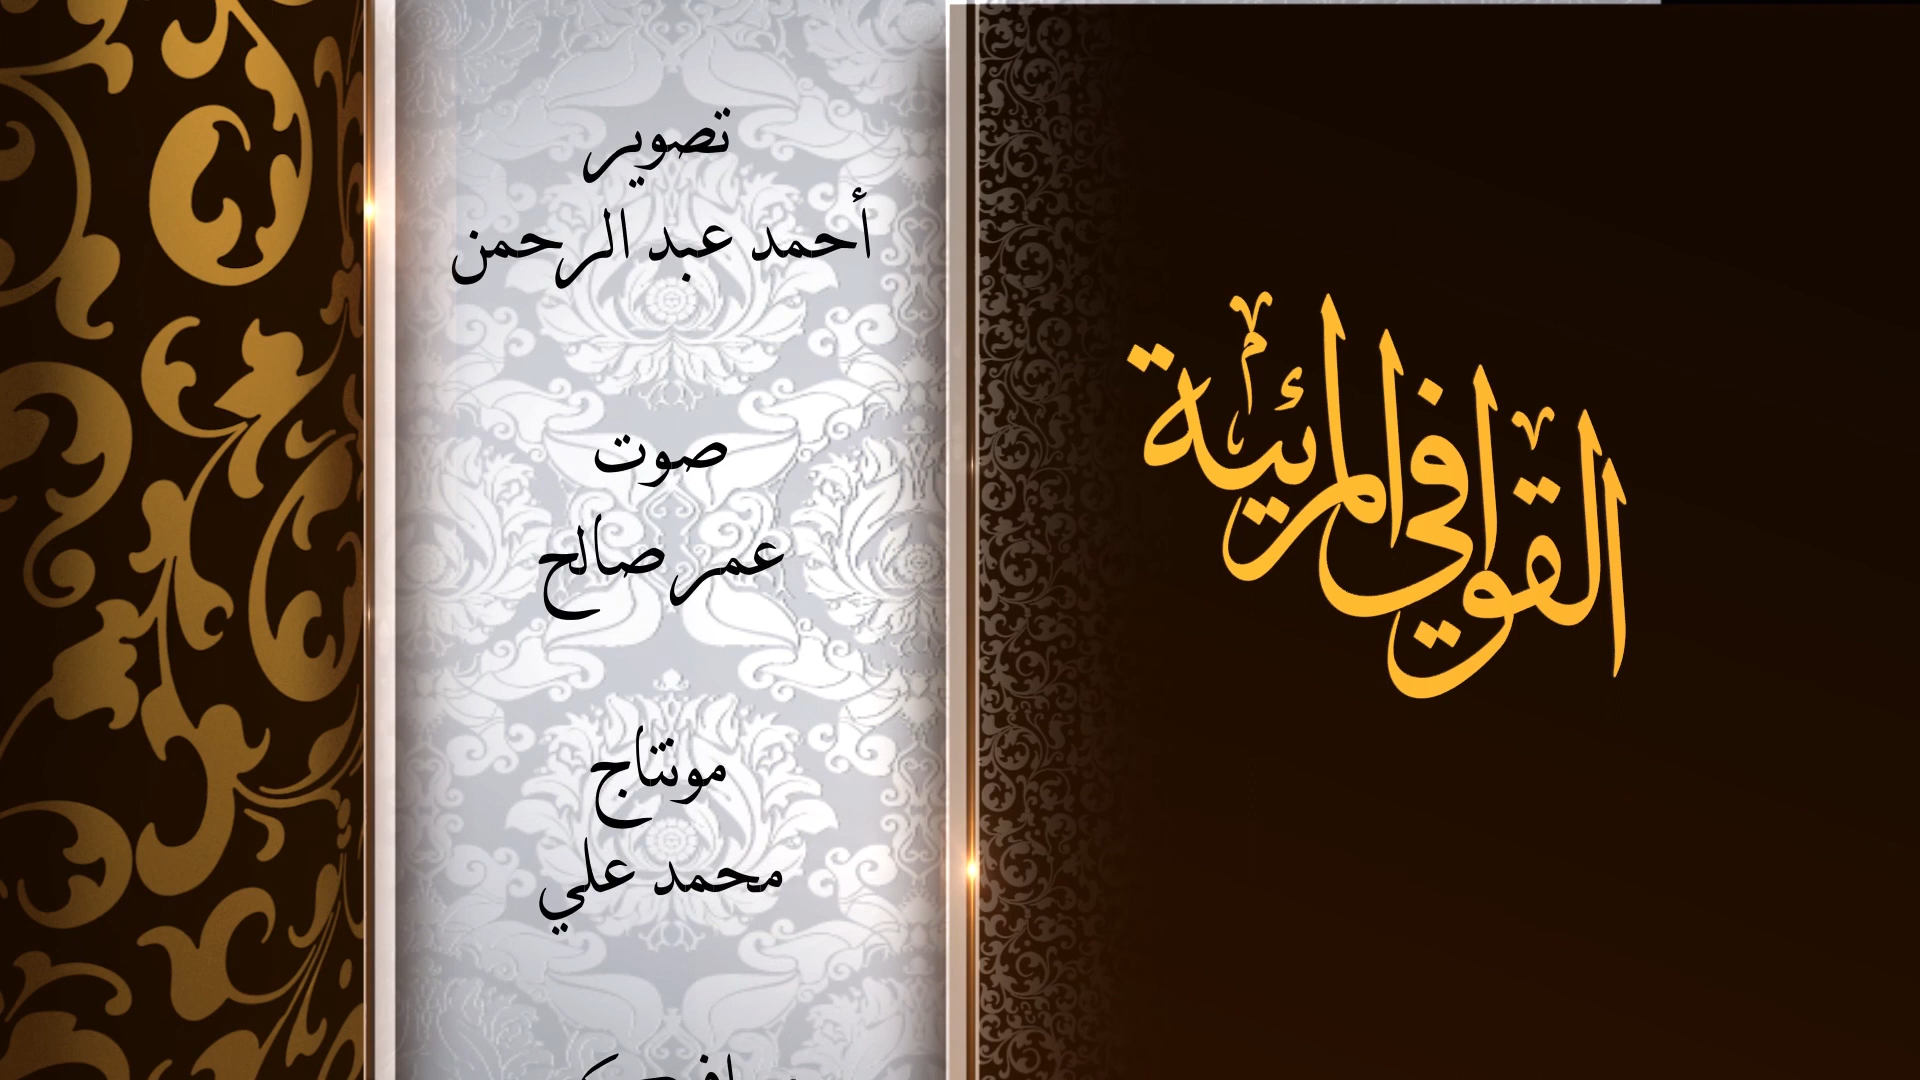 القوافي المرئية
تصوير
أحمد عبد الرحمن
صوت
عمر صالح
مونتاج
محمد علي